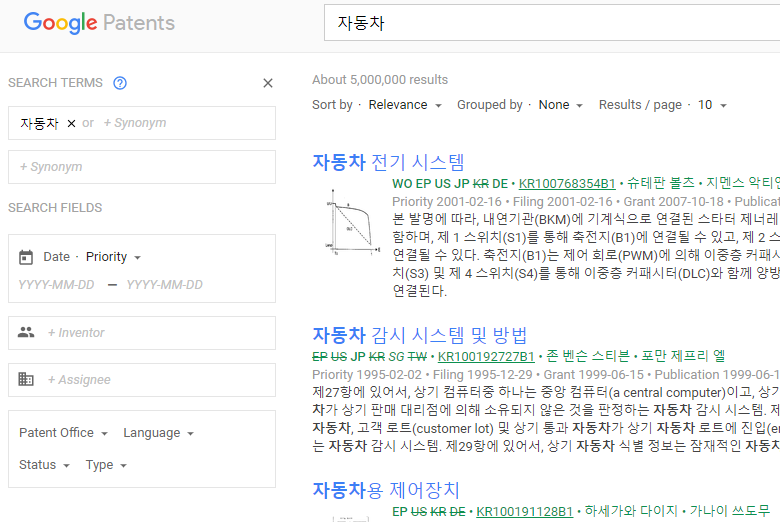 Google Patents
자동차
SEARCH TERMS
자동차 × or + Synonym
+ Synonym
SEARCH FIELDS
Date · Priority
YYYY-MM-DD — YYYY-MM-DD
+ Inventor
+ Assignee
Patent Office Language
Status Type
About 5,000,000 results
Sort by · Relevance Grouped by · None Results / page · 10
자동차 전기 시스템
WO EP US JP KR DE • KR100768354B1 • 슈테판 볼츠 • 지멘스 악티엔
Priority 2001-02-16 • Filing 2001-02-16 • Grant 2007-10-18 • Publicat
본 발명에 따라, 내연기관(BKM)에 기계식으로 연결된 스타터 제너레
함하며, 제 1 스위치(S1)를 통해 축전지(B1)에 연결될 수 있고, 제 2 스
연결될 수 있다. 축전지(B1)는 제어 회로(PWM)에 의해 이중층 커패시
치(S3) 및 제 4 스위치(S4)를 통해 이중층 커패시터(DLC)와 함께 양방
연결된다.
자동차 감시 시스템 및 방법
EP US JP KR SG TW • KR100192727B1 • 존 벤슨 스티븐 • 포만 제프리 엘
Priority 1995-02-02 • Filing 1995-12-29 • Grant 1999-06-15 • Publication 1999-06-1
제27항에 있어서, 상기 컴퓨터중 하나는 중앙 컴퓨터(a central computer)이고, 상기
가 상기 판매 대리점에 의해 소유되지 않은 것을 판정하는 자동차 감시 시스템. 제
자동차, 고객 로트(customer lot) 및 상기 통과 자동차가 상기 자동차 로트에 진입(en
는 자동차 감시 시스템. 제29항에 있어서, 상기 자동차 식별 정보는 잠재적인 자동차
자동차용 제어장치
EP US KR DE • KR100191128B1 • 하세가와 다이지 • 가나이 쓰도무